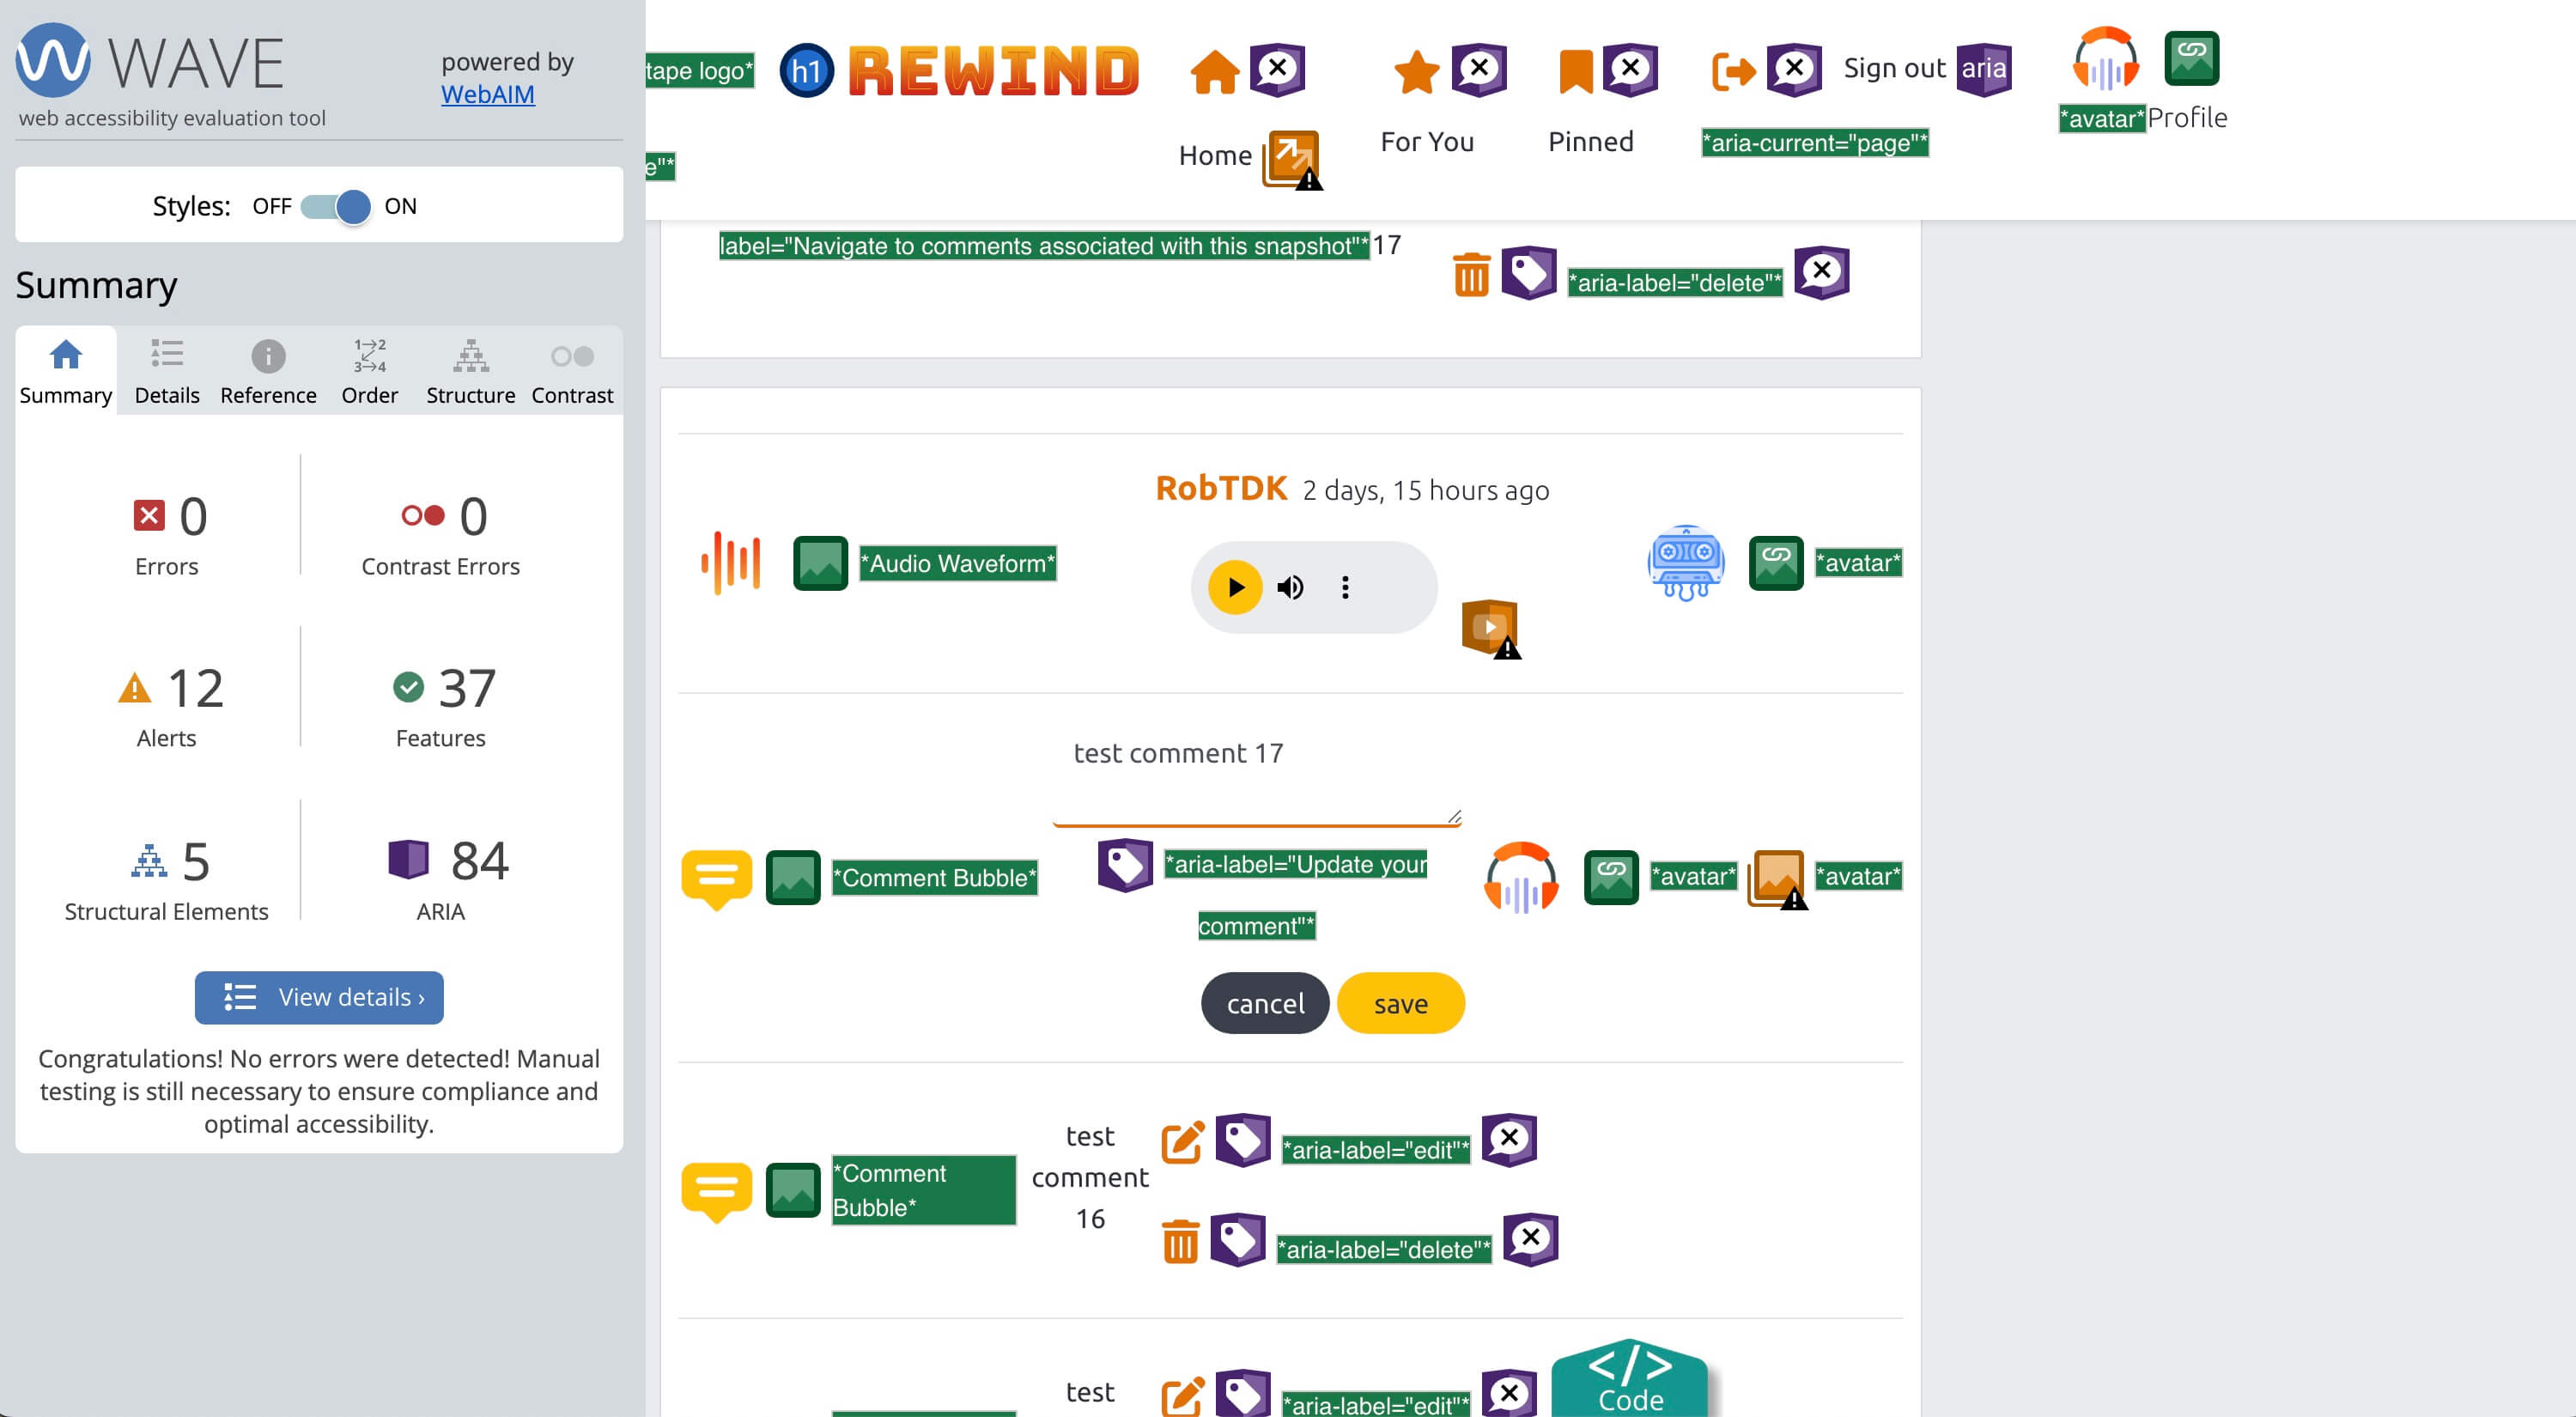 WAVE
powered by
WebAIM
web accessibility evaluation tool
Styles: OFF ON
Summary
1→2
3→4
Summary Details Reference Order Structure Contrast
0
Errors
0
Contrast Errors
12
Alerts
37
Features
5
Structural Elements
84
ARIA
View details ›
Congratulations! No errors were detected! Manual
testing is still necessary to ensure compliance and
optimal accessibility.
tape logo*
h1
REWIND
Sign out aria
*avatar*Profile
e"*
Home
For You
Pinned
*aria-current="page"*
label="Navigate to comments associated with this snapshot"*17
*aria-label="delete"*
RobTDK 2 days, 15 hours ago
*Audio Waveform*
*avatar*
test comment 17
*Comment Bubble*
*aria-label="Update your
comment"*
*avatar*
*avatar*
cancel
save
*Comment
Bubble*
test
comment
16
*aria-label="edit"*
*aria-label="delete"*
test
*aria-label="edit"*
</>
Code